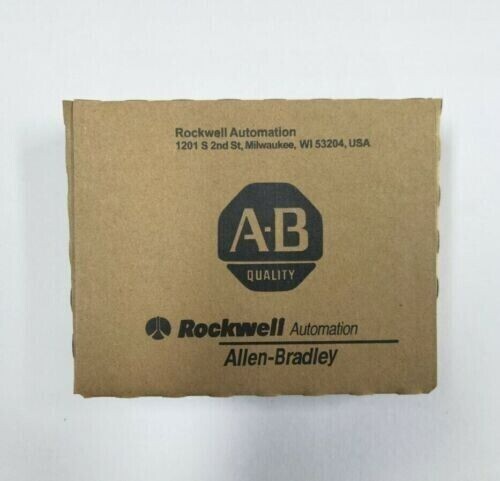 Rockwell Automation
1201 S 2nd St, Milwaukee, WI 53204, USA
A-B
QUALITY
Rockwell Automation
Allen-Bradley